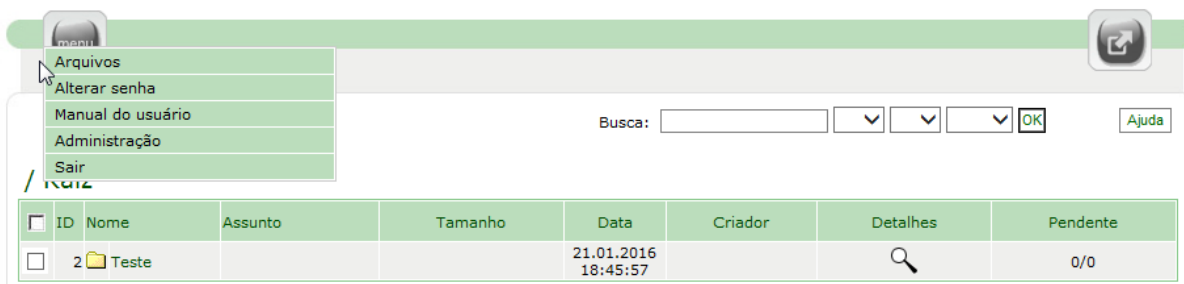 menu
Arquivos
Alterar senha
Manual do usuário
Administração
Sair
Busca: OK Ajuda
/ Raiz
ID Nome Assunto Tamanho Data Criador Detalhes Pendente
2 Teste 21.01.2016 18:45:57 0/0